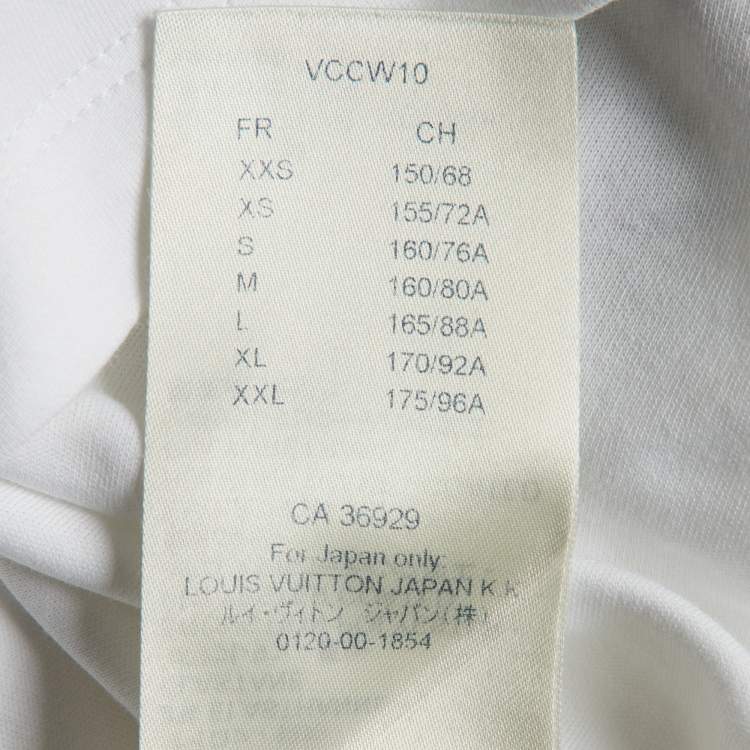 VCCW10
FR CH
XXS 150/68
XS 155/72A
S 160/76A
M 160/80A
L 165/88A
XL 170/92A
XXL 175/96A
CA 36929
For Japan only:
LOUIS VUITTON JAPAN K.K
ルイ・ヴィトン ジャパン(株)
0120-00-1854